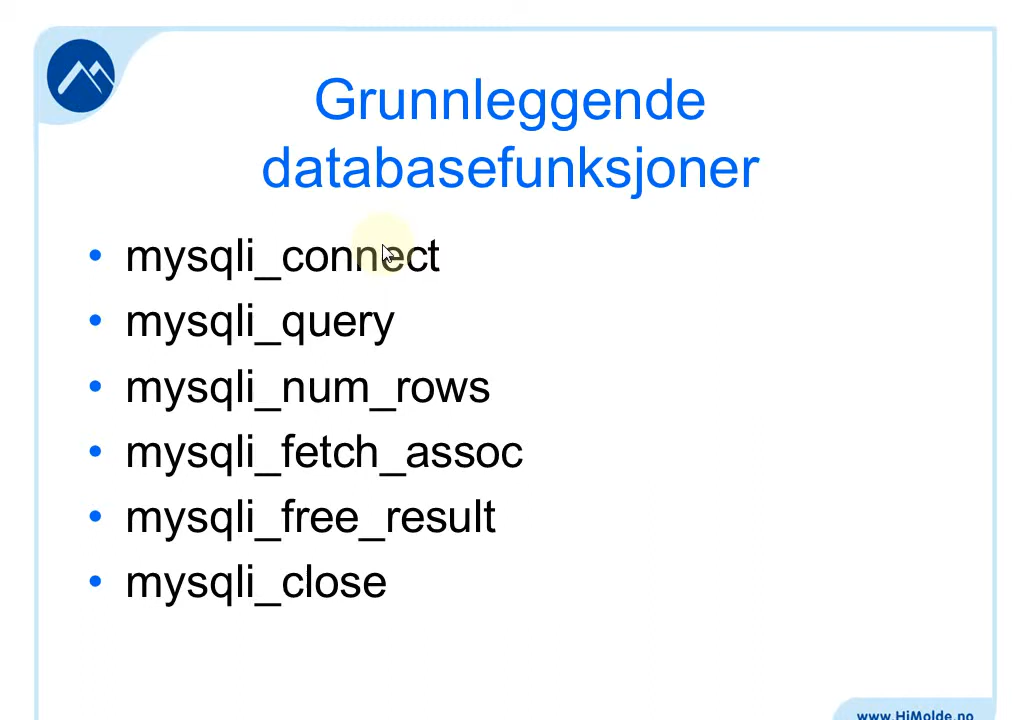 Grunnleggende
databasefunksjoner
• mysqli_connect
• mysqli_query
• mysqli_num_rows
• mysqli_fetch_assoc
• mysqli_free_result
• mysqli_close
www.HiMolde.no